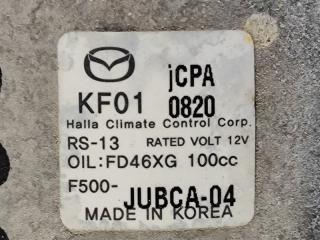 jCPA
KF01 0820
Halla Climate Control Corp.
RS-13 RATED VOLT 12V
OIL:FD46XG 100cc
F500- JUBCA-04
MADE IN KOREA